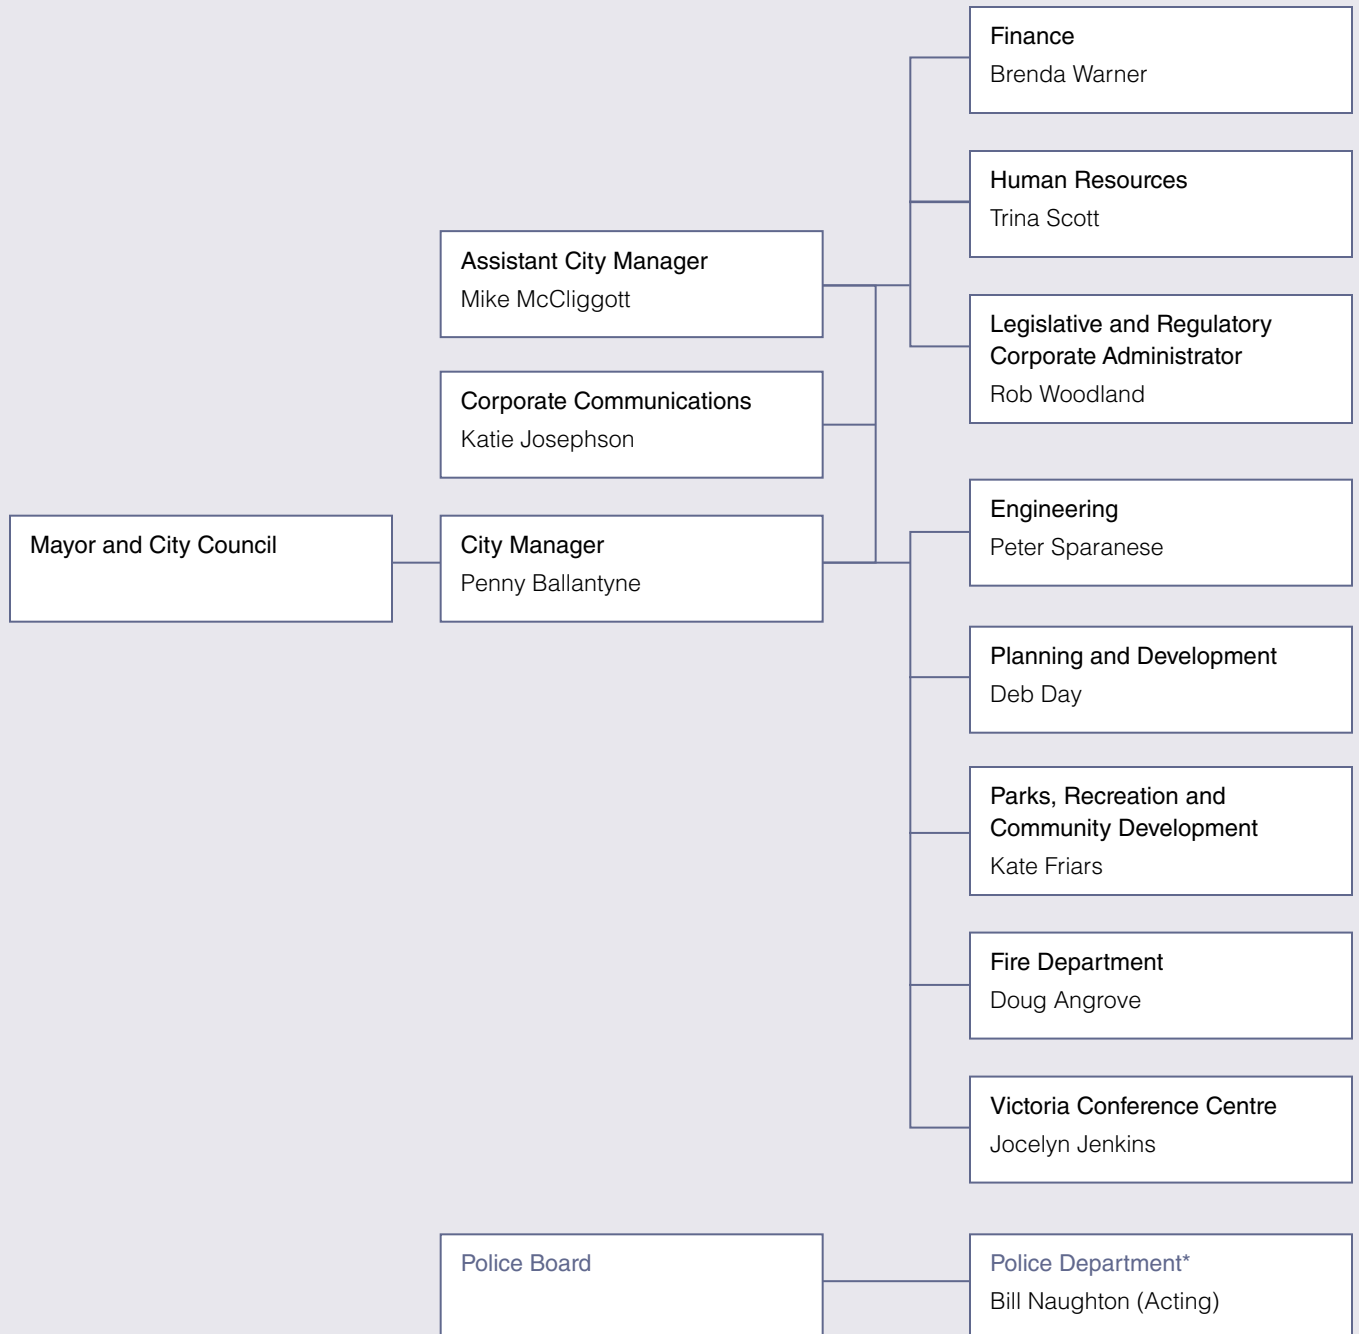 Finance
Brenda Warner
Human Resources
Trina Scott
Assistant City Manager
Mike McCliggott
Legislative and Regulatory
Corporate Administrator
Rob Woodland
Corporate Communications
Katie Josephson
Mayor and City Council
City Manager
Penny Ballantyne
Engineering
Peter Sparanese
Planning and Development
Deb Day
Parks, Recreation and
Community Development
Kate Friars
Fire Department
Doug Angrove
Victoria Conference Centre
Jocelyn Jenkins
Police Board
Police Department*
Bill Naughton (Acting)